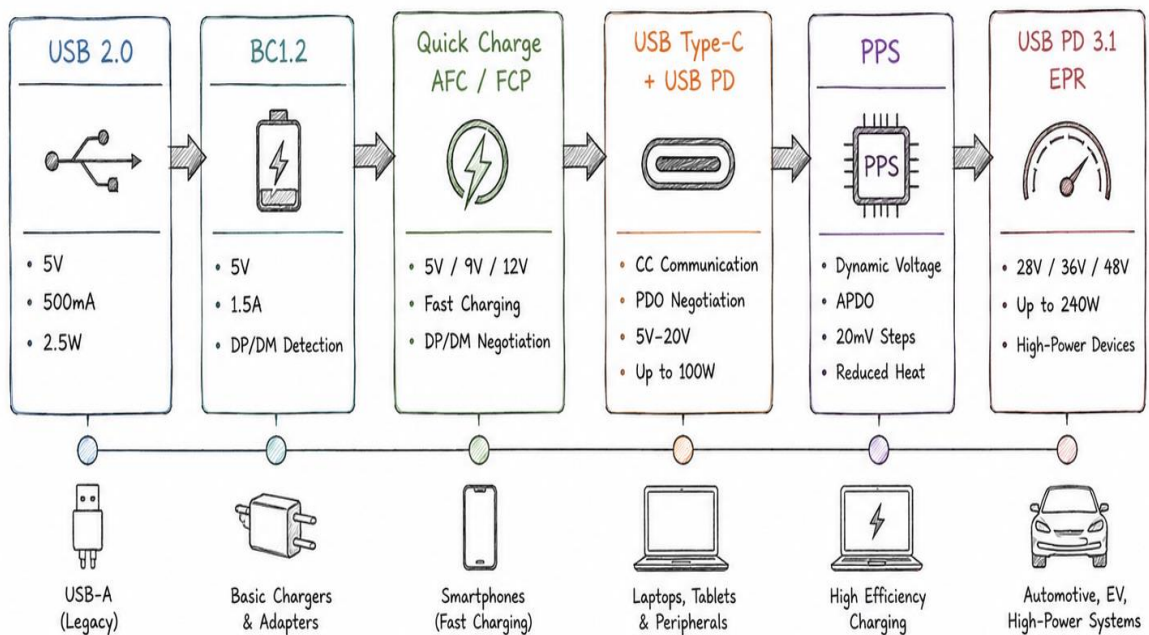 USB 2.0
• 5V
• 500mA
• 2.5W
BC1.2
• 5V
• 1.5A
• DP/DM Detection
Quick Charge
AFC / FCP
• 5V / 9V / 12V
• Fast Charging
• DP/DM Negotiation
USB Type-C
+ USB PD
• CC Communication
• PDO Negotiation
• 5V–20V
• Up to 100W
PPS
PPS
• Dynamic Voltage
• APDO
• 20mV Steps
• Reduced Heat
USB PD 3.1
EPR
• 28V / 36V / 48V
• Up to 240W
• High-Power Devices
USB-A
(Legacy)
Basic Chargers
& Adapters
Smartphones
(Fast Charging)
Laptops, Tablets
& Peripherals
High Efficiency
Charging
Automotive, EV,
High-Power Systems